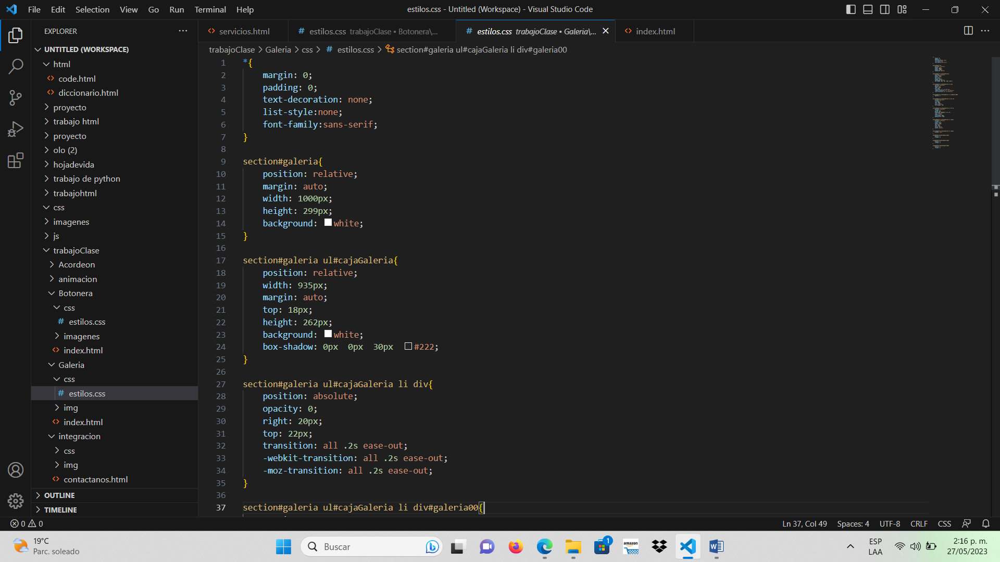 File Edit Selection View Go Run Terminal Help
estilos.css - Untitled (Workspace) - Visual Studio Code
EXPLORER
UNTITLED (WORKSPACE)
html
code.html
diccionario.html
proyecto
trabajo html
proyecto
olo (2)
hojadevida
trabajo de python
trabajohtml
css
imagenes
js
trabajoClase
Acordeon
animacion
Botonera
css
estilos.css
imagenes
index.html
Galeria
css
estilos.css
img
index.html
integracion
css
img
contactanos.html
OUTLINE
TIMELINE
servicios.html
estilos.css trabajoClase • Botonera\...
estilos.css trabajoClase • Galeria\...
index.html
trabajoClase > Galeria > css > # estilos.css > section#galeria ul#cajaGaleria li div#galeria00
1 *{
2 margin: 0;
3 padding: 0;
4 text-decoration: none;
5 list-style:none;
6 font-family:sans-serif;
7 }
8
9 section#galeria{
10 position: relative;
11 margin: auto;
12 width: 1000px;
13 height: 299px;
14 background: white;
15 }
16
17 section#galeria ul#cajaGaleria{
18 position: relative;
19 width: 935px;
20 margin: auto;
21 top: 18px;
22 height: 262px;
23 background: white;
24 box-shadow: 0px 0px 30px #222;
25 }
26
27 section#galeria ul#cajaGaleria li div{
28 position: absolute;
29 opacity: 0;
30 right: 20px;
31 top: 22px;
32 transition: all .2s ease-out;
33 -webkit-transition: all .2s ease-out;
34 -moz-transition: all .2s ease-out;
35 }
36
37 section#galeria ul#cajaGaleria li div#galeria00{
0 0
Ln 37, Col 49 Spaces: 4 UTF-8 CRLF CSS
19°C
Parc. soleado
Buscar
1
amazon
ESP
LAA
2:16 p. m.
27/05/2023